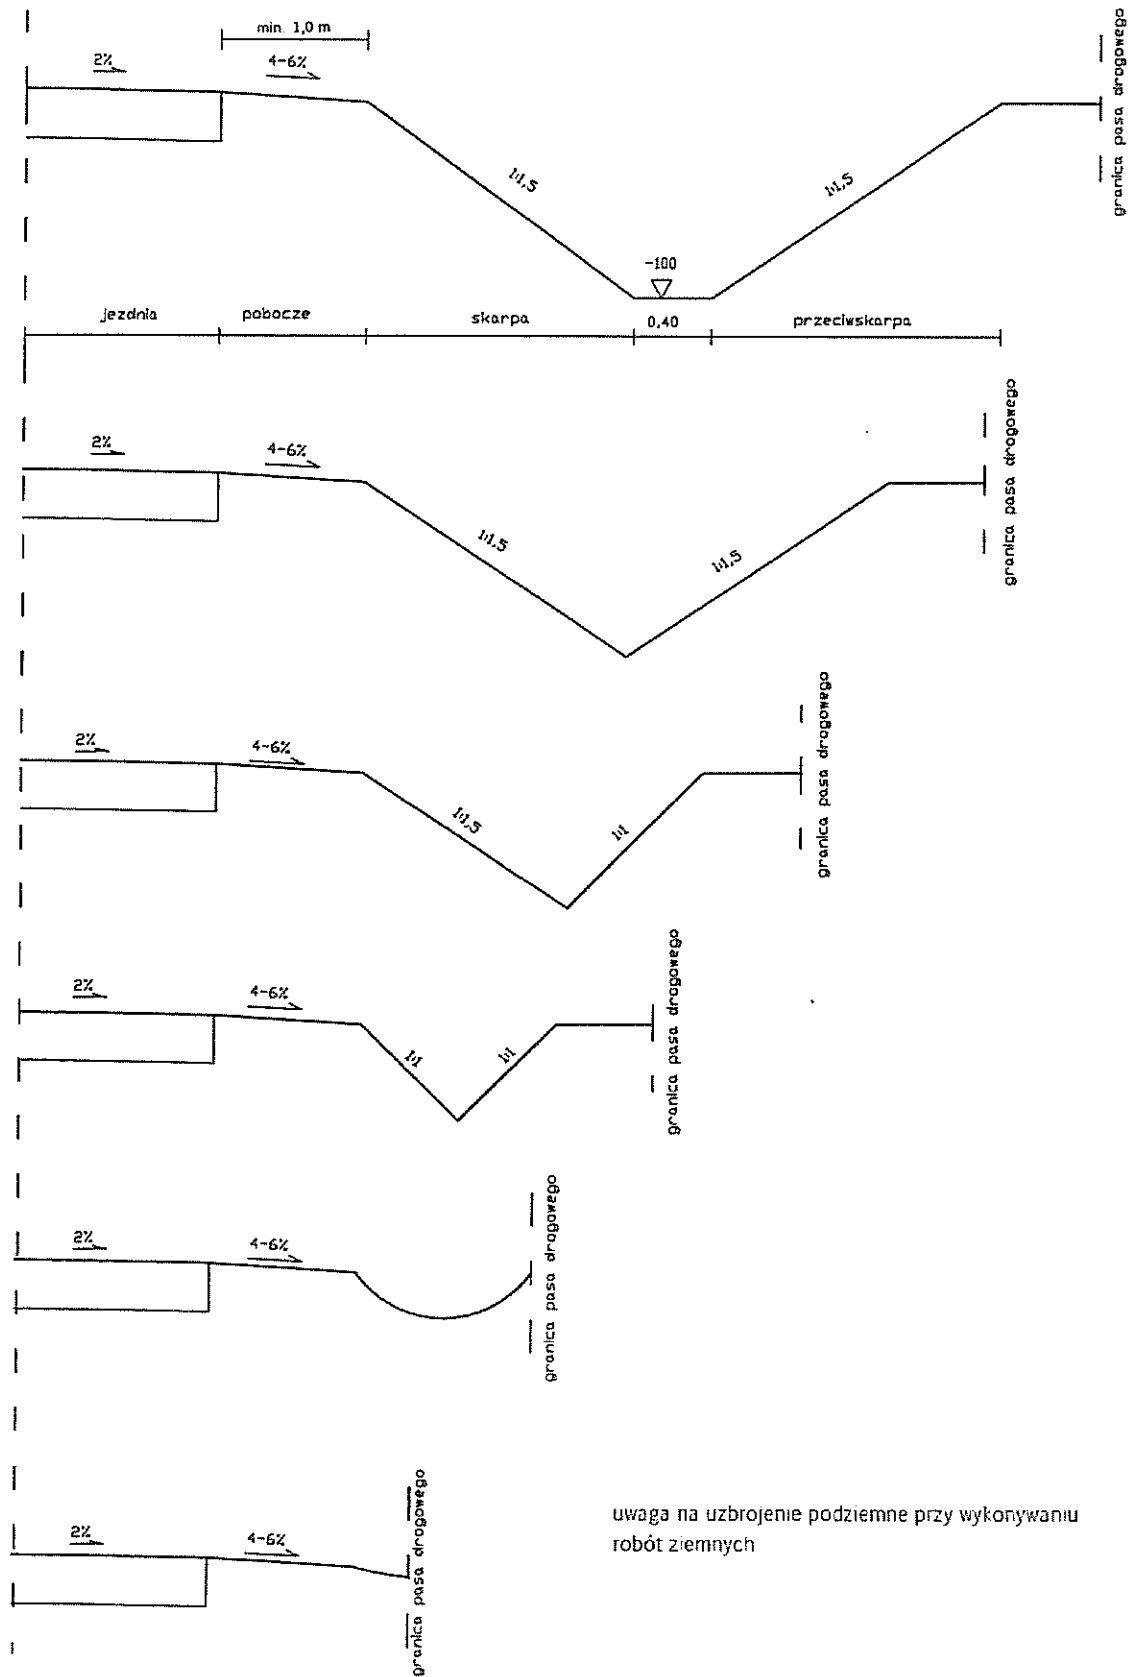 min. 1,0 m
2%
4-6%
1:1,5
1:1,5
granica pasa drogowego
-100
jezdnia
pobocze
skarpa
0,40
przeciwskarpa
2%
4-6%
1:1,5
1:1,5
granica pasa drogowego
2%
4-6%
1:1,5
1:1
granica pasa drogowego
2%
4-6%
1:1
1:1
granica pasa drogowego
2%
4-6%
granica pasa drogowego
2%
4-6%
granica pasa drogowego
uwaga na uzbrojenie podziemne przy wykonywaniu
robót ziemnych